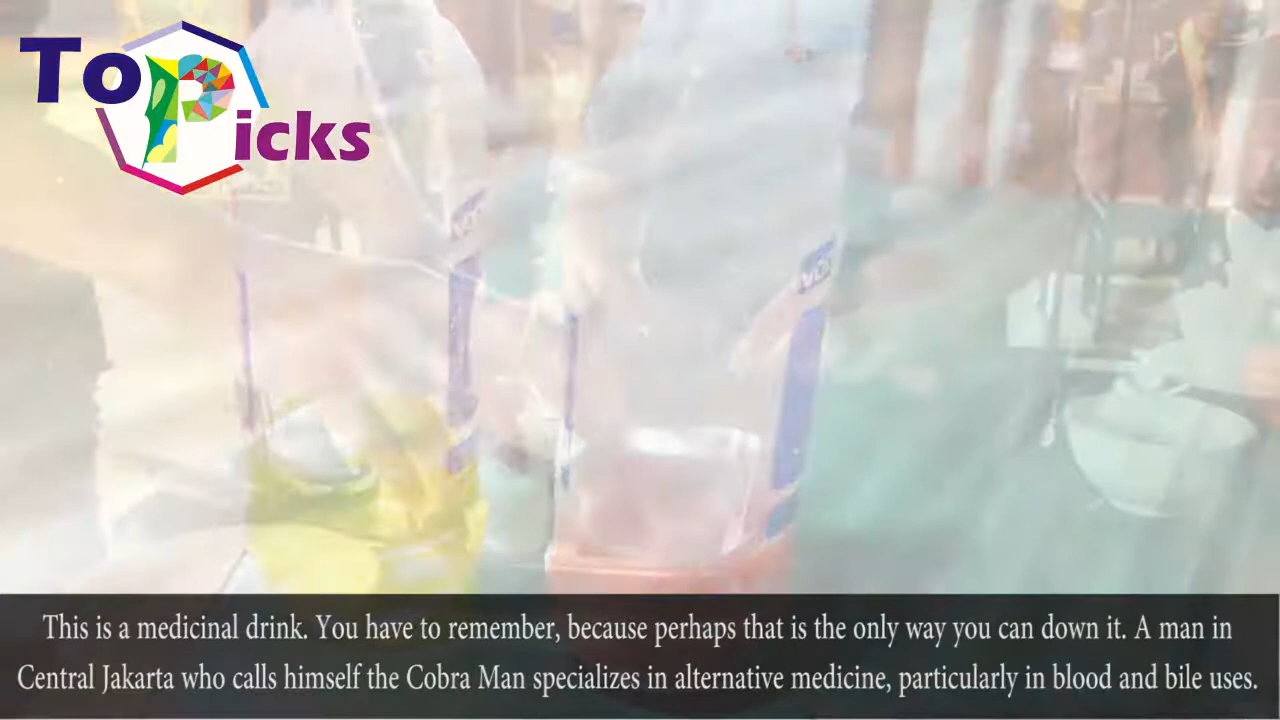 ToPicks
This is a medicinal drink. You have to remember, because perhaps that is the only way you can down it. A man in
Central Jakarta who calls himself the Cobra Man specializes in alternative medicine, particularly in blood and bile uses.